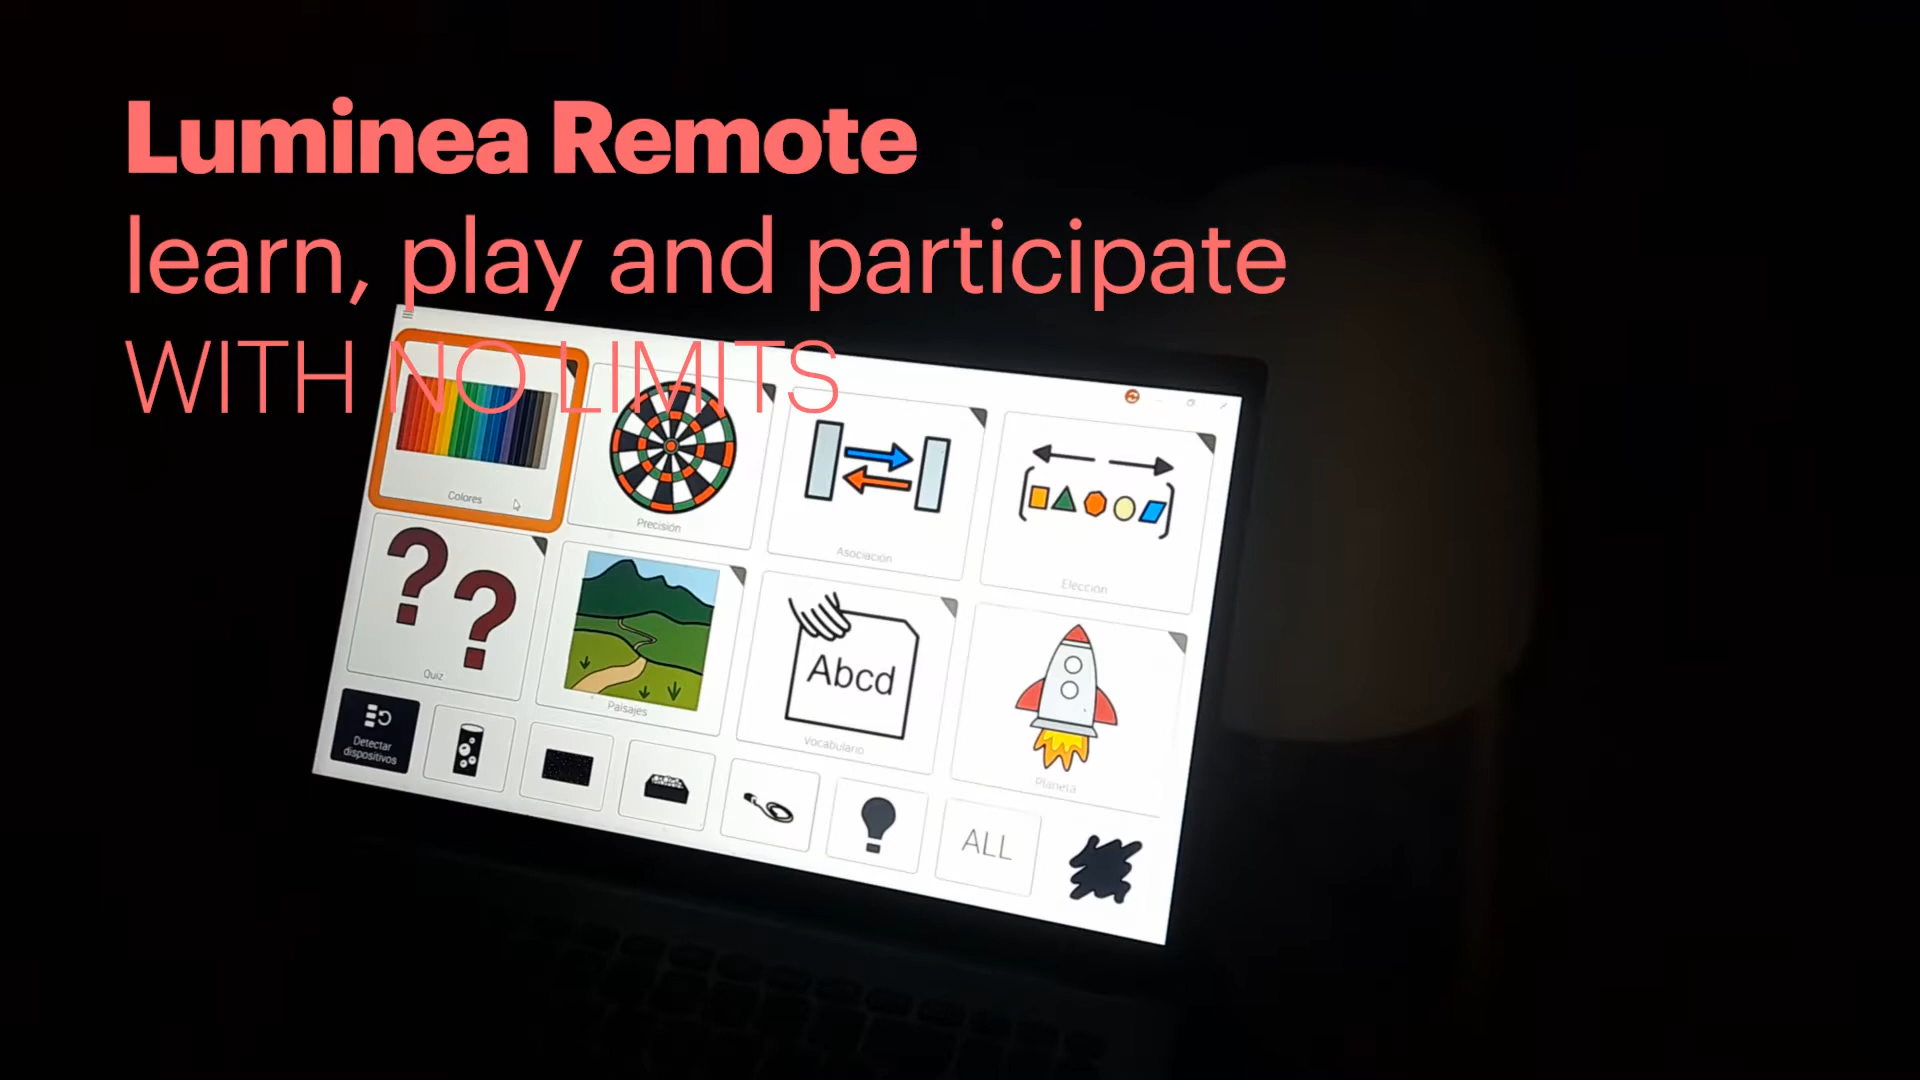 Luminea Remote
learn, play and participate
WITH NO LIMITS
Colores
Precisión
Asociación
Elección
Quiz
Paisajes
Abcd
Vocabulario
Planeta
Detectar
dispositivos
ALL